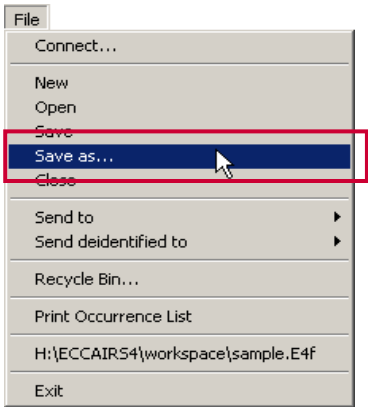 File
Connect...
New
Open
Save
Save as...
Close
Send to
Send deidentified to
Recycle Bin...
Print Occurrence List
H:\ECCAIRS4\workspace\sample.E4f
Exit